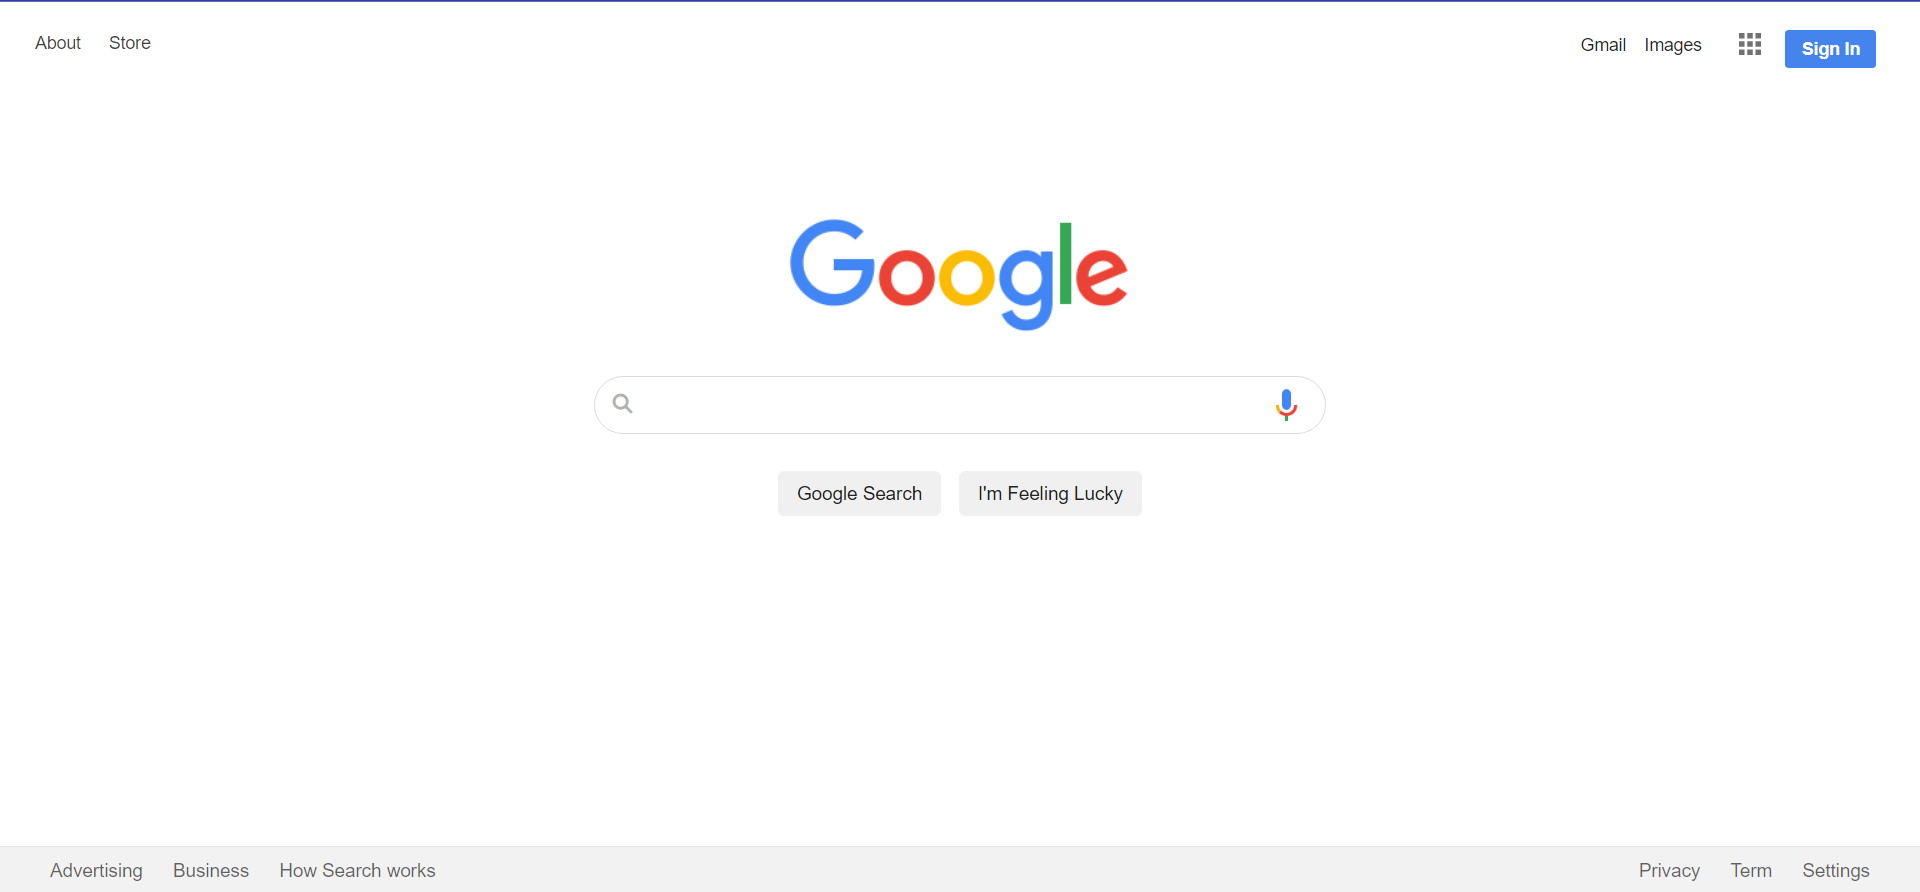 About Store Gmail Images Sign In
Google
Google Search I'm Feeling Lucky
Advertising Business How Search works Privacy Term Settings